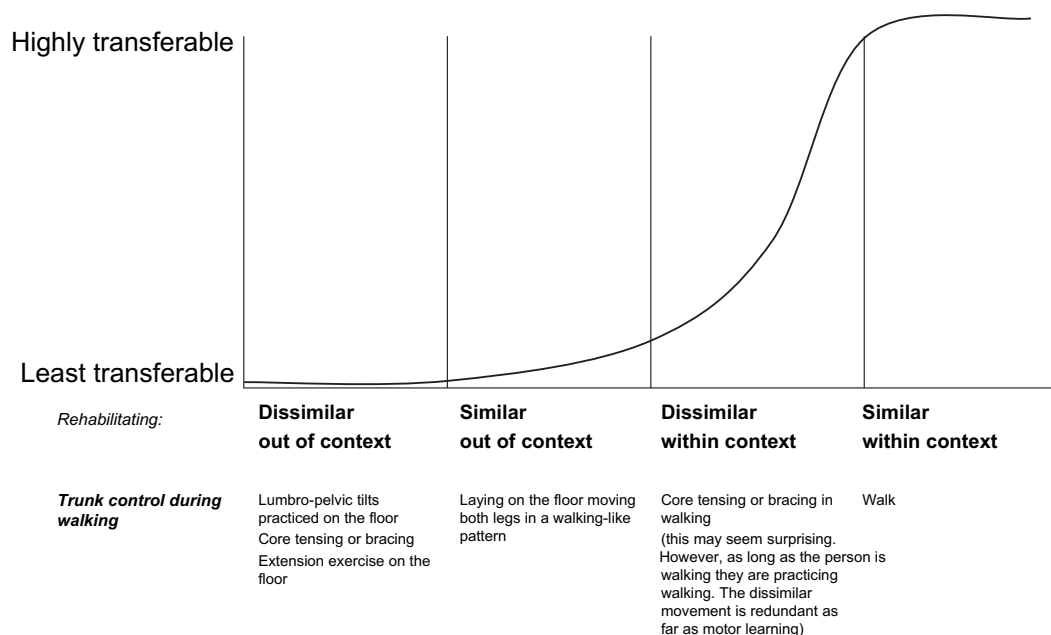 Highly transferable
Least transferable
Rehabilitating:
Dissimilar
out of context
Similar
out of context
Dissimilar
within context
Similar
within context
Trunk control during
walking
Lumbro-pelvic tilts
practiced on the floor
Core tensing or bracing
Extension exercise on the
floor
Laying on the floor moving
both legs in a walking-like
pattern
Core tensing or bracing in
walking
(this may seem surprising.
However, as long as the person is
walking they are practicing
walking. The dissimilar
movement is redundant as
far as motor learning)
Walk